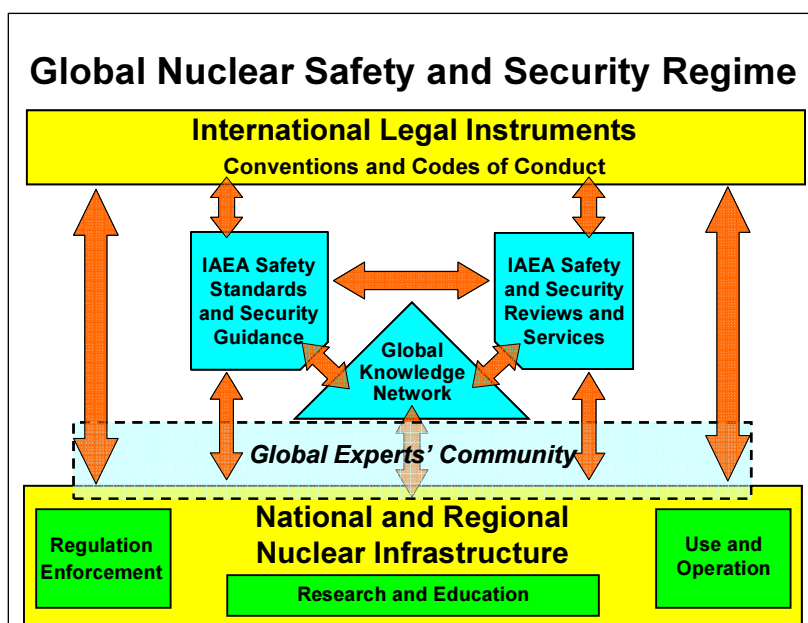 Global Nuclear Safety and Security Regime
International Legal Instruments
Conventions and Codes of Conduct
IAEA Safety
Standards
and Security
Guidance
IAEA Safety
and Security
Reviews and
Services
Global
Knowledge
Network
Global Experts' Community
National and Regional
Nuclear Infrastructure
Regulation
Enforcement
Use and
Operation
Research and Education